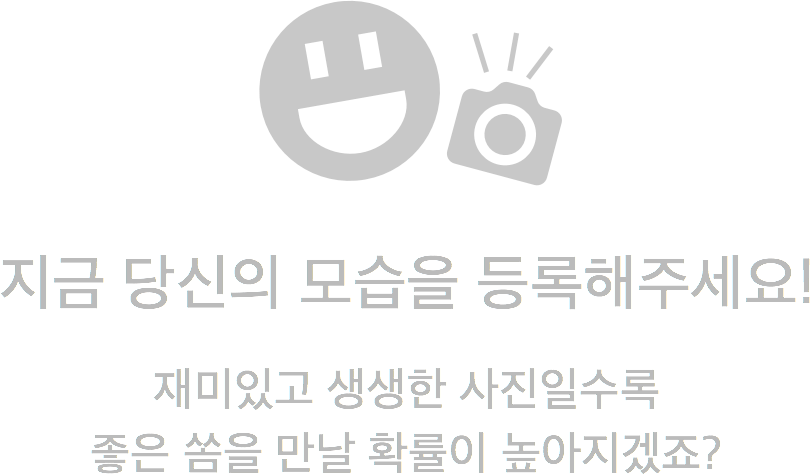 지금 당신의 모습을 등록해주세요!
재미있고 생생한 사진일수록
좋은 쏨을 만날 확률이 높아지겠죠?